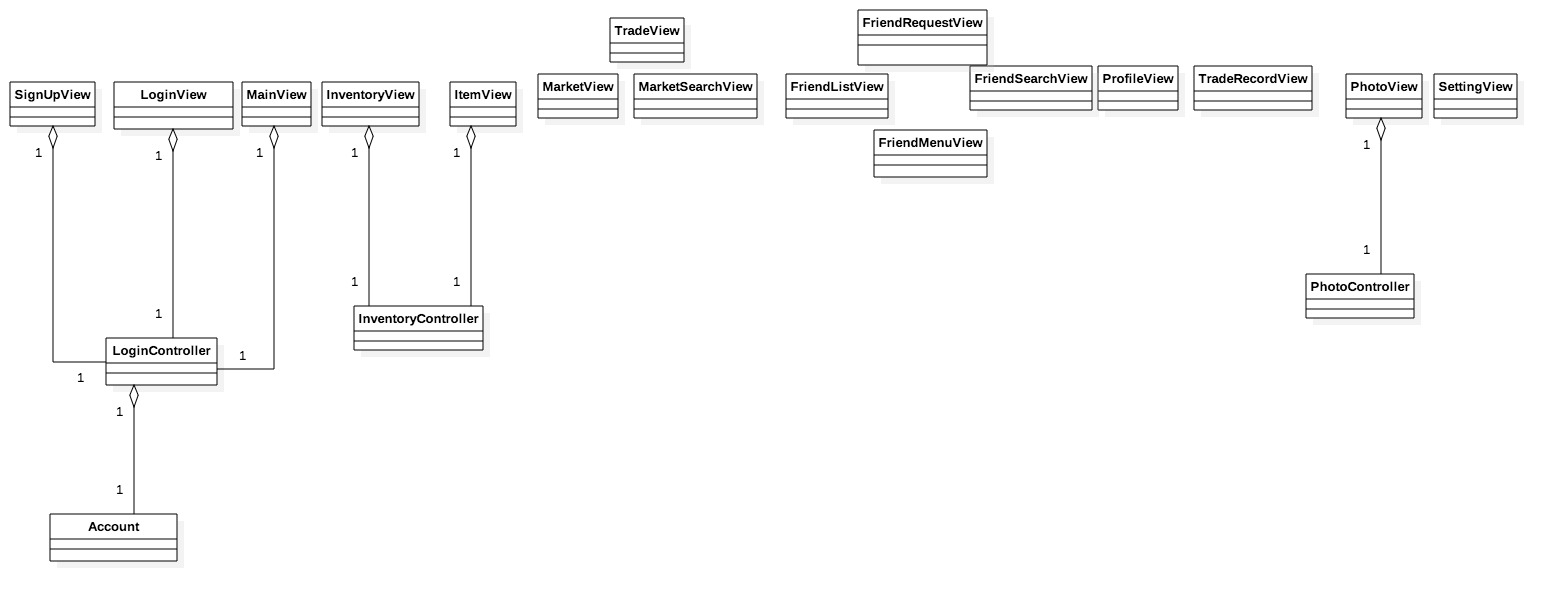 FriendRequestView
TradeView
FriendSearchView
ProfileView
TradeRecordView
MarketView
MarketSearchView
FriendListView
PhotoView
SettingView
SignUpView
LoginView
MainView
InventoryView
ItemView
FriendMenuView
1
1
1
1
1
1
1
1
1
1
PhotoController
InventoryController
LoginController
1
1
1
1
Account